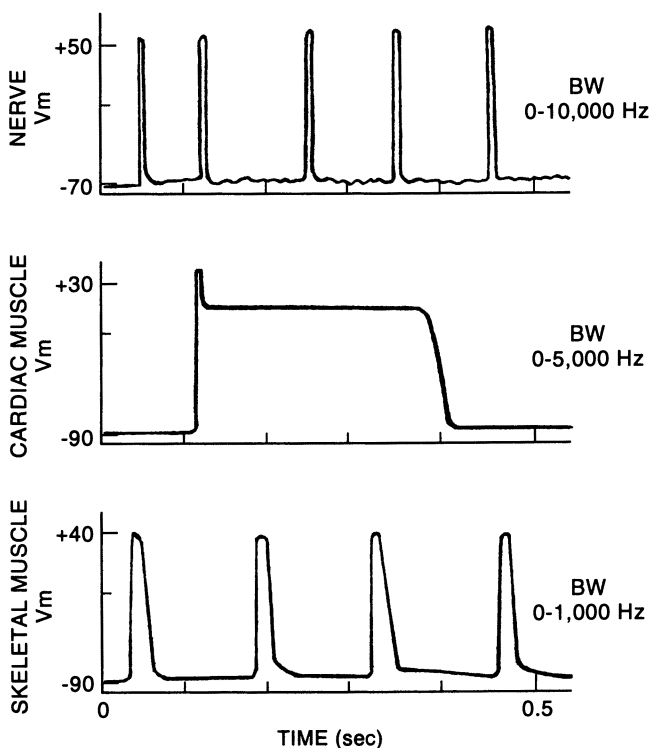 NERVE
Vm
+50
-70
BW
0-10,000 Hz
CARDIAC MUSCLE
Vm
+30
-90
BW
0-5,000 Hz
SKELETAL MUSCLE
Vm
+40
-90
BW
0-1,000 Hz
0
0.5
TIME (sec)